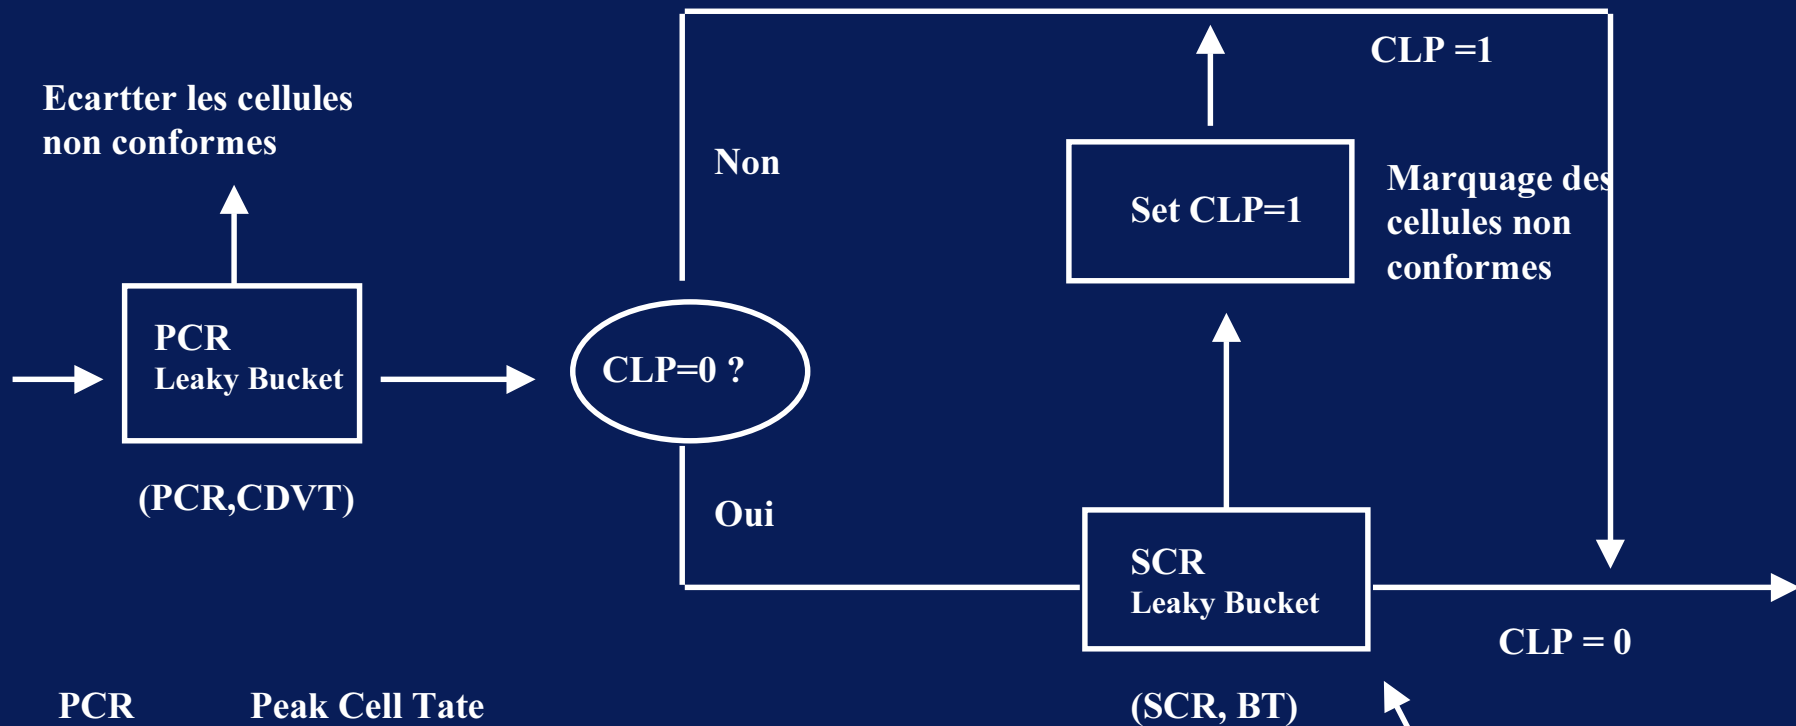 CLP =1
Ecartter les cellules
non conformes
Non
Set CLP=1
Marquage des
cellules non
conformes
PCR
Leaky Bucket
CLP=0 ?
(PCR,CDVT)
Oui
SCR
Leaky Bucket
CLP = 0
PCR Peak Cell Tate
(SCR, BT)